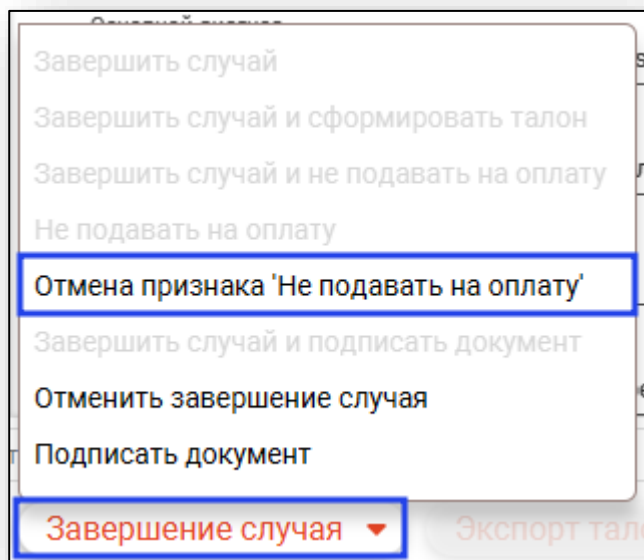 Завершить случай
Завершить случай и сформировать талон
Завершить случай и не подавать на оплату
Не подавать на оплату
Отмена признака 'Не подавать на оплату'
Завершить случай и подписать документ
Отменить завершение случая
Подписать документ
Завершение случая
Экспорт тал